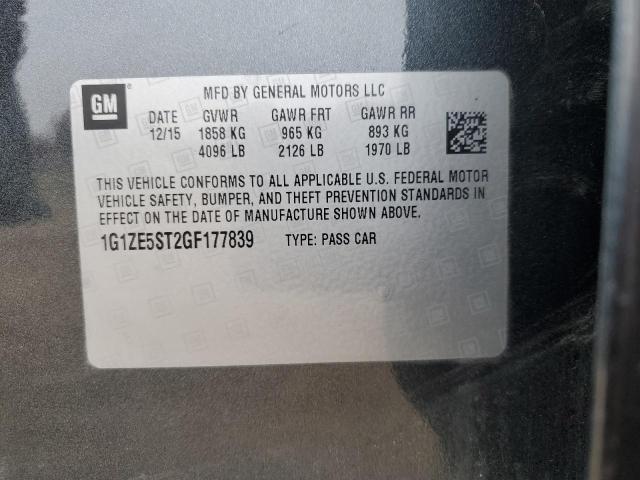 GM
MFD BY GENERAL MOTORS LLC
DATE GVWR GAWR FRT GAWR RR
12/15 1858 KG 965 KG 893 KG
4096 LB 2126 LB 1970 LB
THIS VEHICLE CONFORMS TO ALL APPLICABLE U.S. FEDERAL MOTOR
VEHICLE SAFETY, BUMPER, AND THEFT PREVENTION STANDARDS IN
EFFECT ON THE DATE OF MANUFACTURE SHOWN ABOVE.
1G1ZE5ST2GF177839 TYPE: PASS CAR